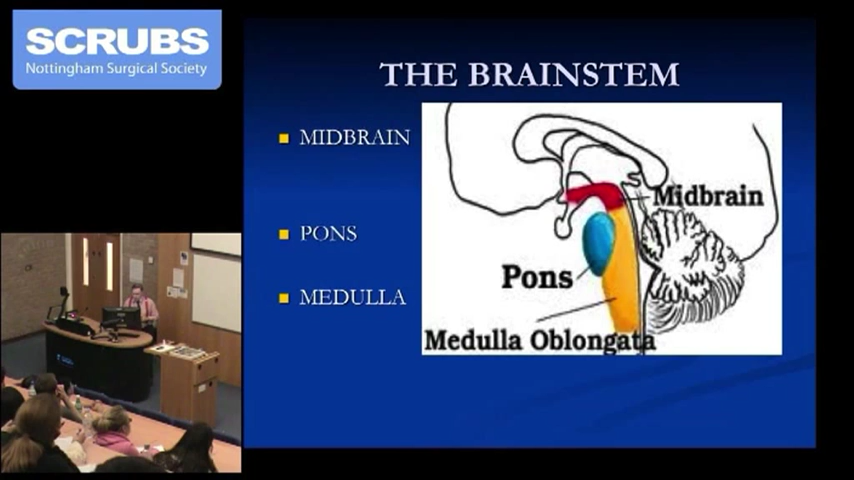 SCRUBS
Nottingham Surgical Society
THE BRAINSTEM
MIDBRAIN
PONS
MEDULLA
Midbrain
Pons
Medulla Oblongata